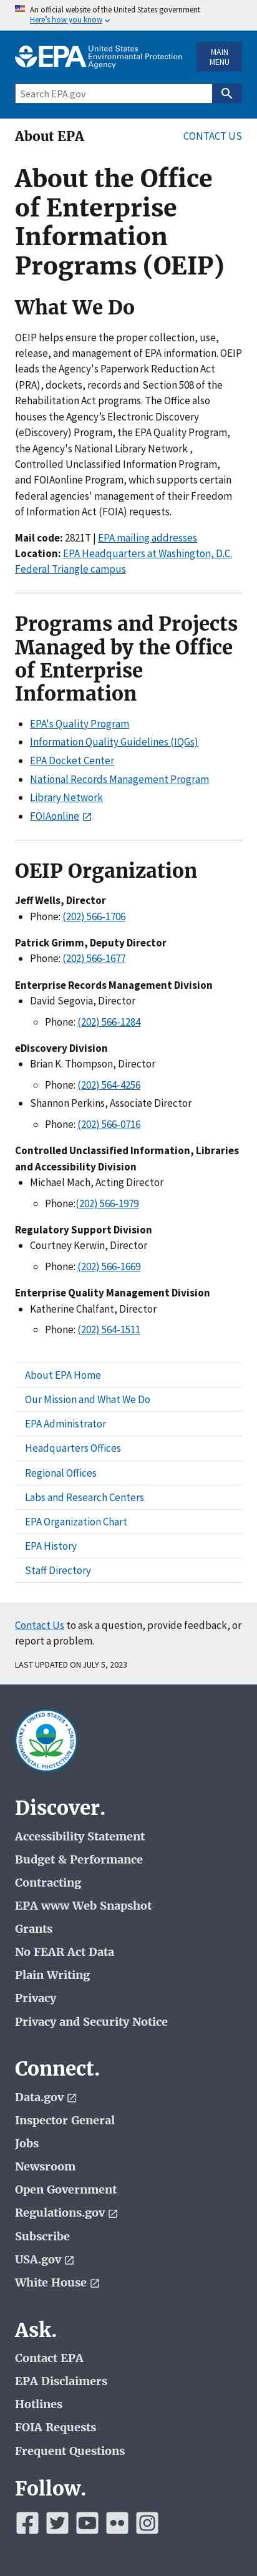 An official website of the United States government
Here's how you know
EPA United States
Environmental Protection
Agency
MAIN
MENU
Search EPA.gov
About EPA
CONTACT US
About the Office
of Enterprise
Information
Programs (OEIP)
What We Do
OEIP helps ensure the proper collection, use,
release, and management of EPA information. OEIP
leads the Agency's Paperwork Reduction Act
(PRA), dockets, records and Section 508 of the
Rehabilitation Act programs. The Office also
oversees the Agency's Electronic Discovery
(eDiscovery) Program, the EPA Quality Program,
the Agency's National Library Network ,
Controlled Unclassified Information Program,
and FOIAonline Program, which supports eight
federal agencies' management of their Freedom
of Information Act (FOIA) requests.
Mail code: 2821T | EPA mailing addresses
Location: EPA Headquarters at Washington, D.C.
Federal Triangle campus
Programs and Projects
Managed by the Office
of Enterprise
Information
EPA's Quality Program
Information Quality Guidelines (IQGs)
EPA Docket Center
National Records Management Program
Library Network
FOIAonline
OEIP Organization
Jeff Wells, Director
Phone: (202) 566-1706
Patrick Grimm, Deputy Director
Phone: (202) 566-1677
Enterprise Records Management Division
David Segovia, Director
Phone: (202) 566-1284
eDiscovery Division
Brian K. Thompson, Director
Phone: (202) 564-4256
Shannon Perkins, Associate Director
Phone: (202) 566-0716
Controlled Unclassified Information, Libraries
and Accessibility Division
Michael Mach, Acting Director
Phone:(202) 566-1979
Regulatory Support Division
Courtney Kerwin, Director
Phone: (202) 566-1669
Enterprise Quality Management Division
Katherine Chalfant, Director
Phone: (202) 564-1511
About EPA Home
Our Mission and What We Do
EPA Administrator
Headquarters Offices
Regional Offices
Labs and Research Centers
EPA Organization Chart
EPA History
Staff Directory
Contact Us to ask a question, provide feedback, or
report a problem.
LAST UPDATED ON JULY 5, 2023
UNITED STATES
ENVIRONMENTAL PROTECTION AGENCY
Discover.
Accessibility Statement
Budget & Performance
Contracting
EPA www Web Snapshot
Grants
No FEAR Act Data
Plain Writing
Privacy
Privacy and Security Notice
Connect.
Data.gov
Inspector General
Jobs
Newsroom
Open Government
Regulations.gov
Subscribe
USA.gov
White House
Ask.
Contact EPA
EPA Disclaimers
Hotlines
FOIA Requests
Frequent Questions
Follow.